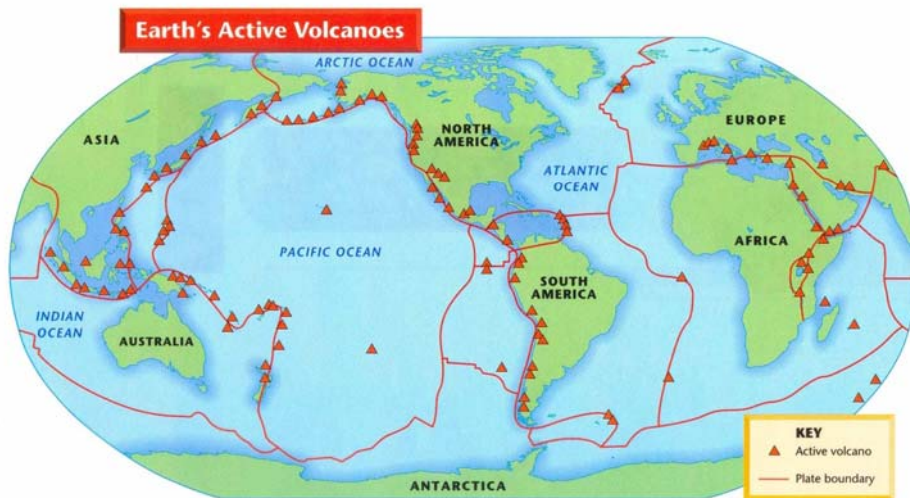 Earth's Active Volcanoes
ARCTIC OCEAN
ASIA
NORTH
AMERICA
EUROPE
ATLANTIC
OCEAN
PACIFIC OCEAN
AFRICA
SOUTH
AMERICA
INDIAN
OCEAN
AUSTRALIA
ANTARCTICA
KEY
Active volcano
Plate boundary